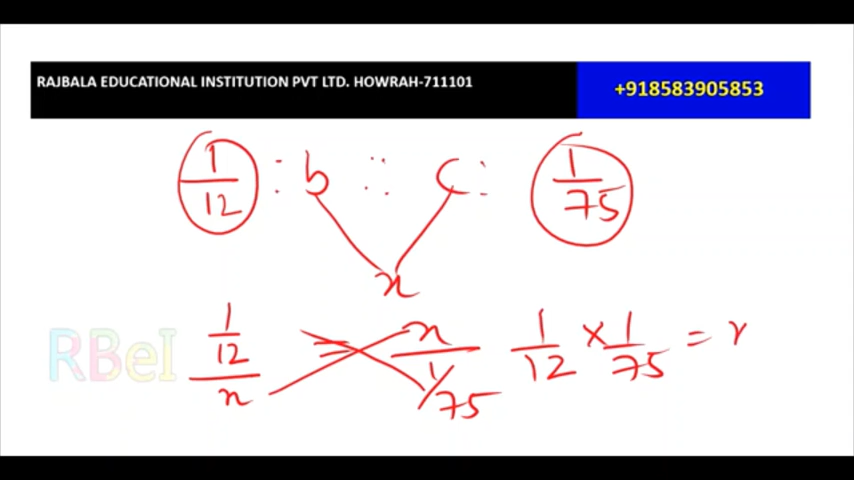 RAJBALA EDUCATIONAL INSTITUTION PVT LTD. HOWRAH-711101
+918583905853
1/12 : b :: c : 1/75
x
RBeI
1/12/x = x/1/75
1/12 × 1/75 = x